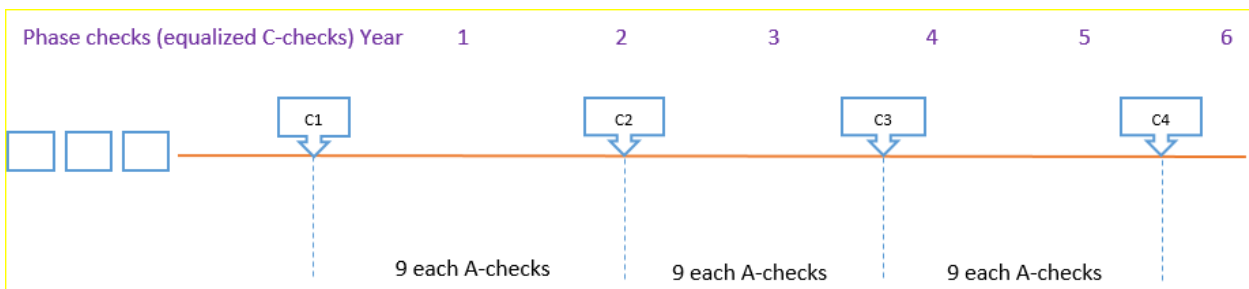 Phase checks (equalized C-checks) Year 1 2 3 4 5 6
C1 C2 C3 C4
9 each A-checks 9 each A-checks 9 each A-checks